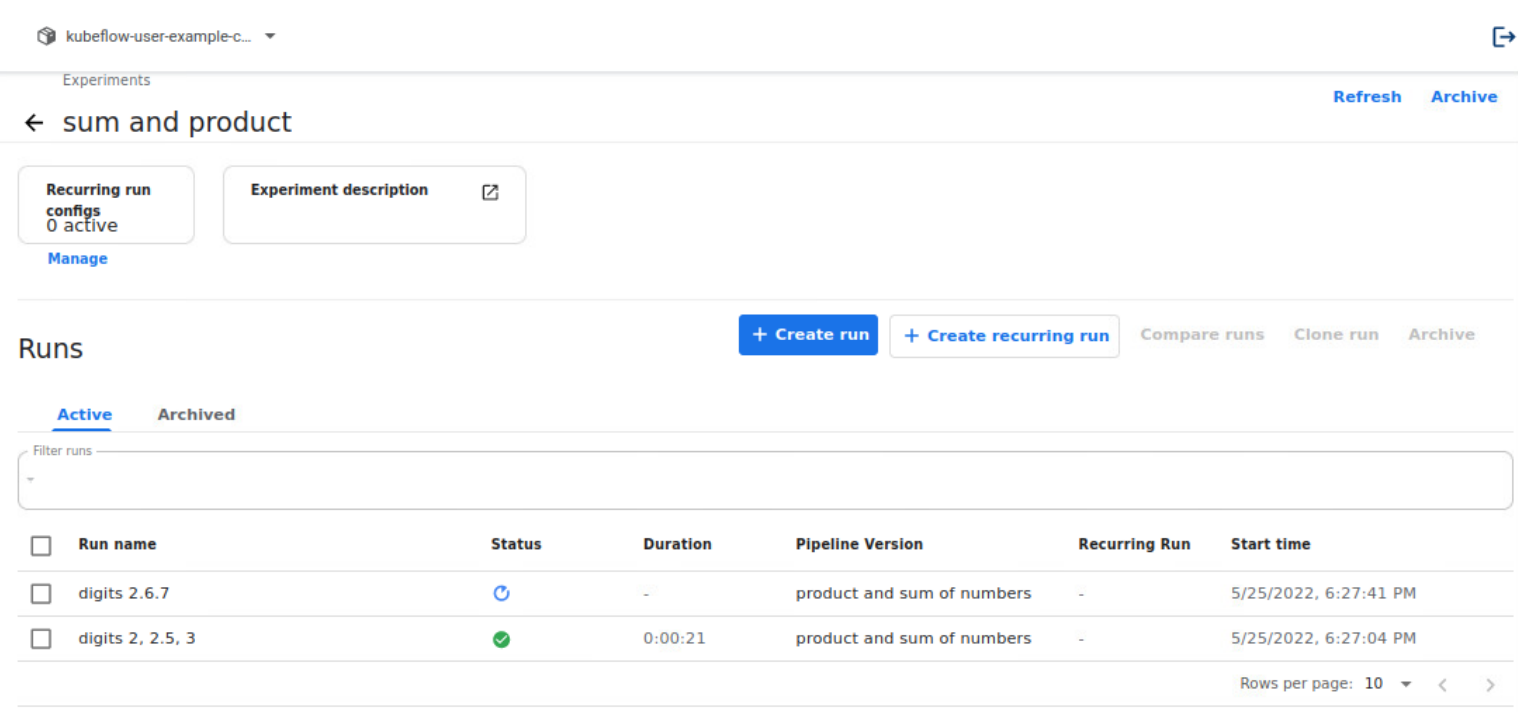 kubeflow-user-example-c...
Experiments
sum and product
Refresh Archive
Recurring run configs
0 active
Experiment description
Manage
Runs
+ Create run + Create recurring run Compare runs Clone run Archive
Active Archived
Filter runs
Run name Status Duration Pipeline Version Recurring Run Start time
digits 2.6.7 - product and sum of numbers - 5/25/2022, 6:27:41 PM
digits 2, 2.5, 3 0:00:21 product and sum of numbers - 5/25/2022, 6:27:04 PM
Rows per page: 10